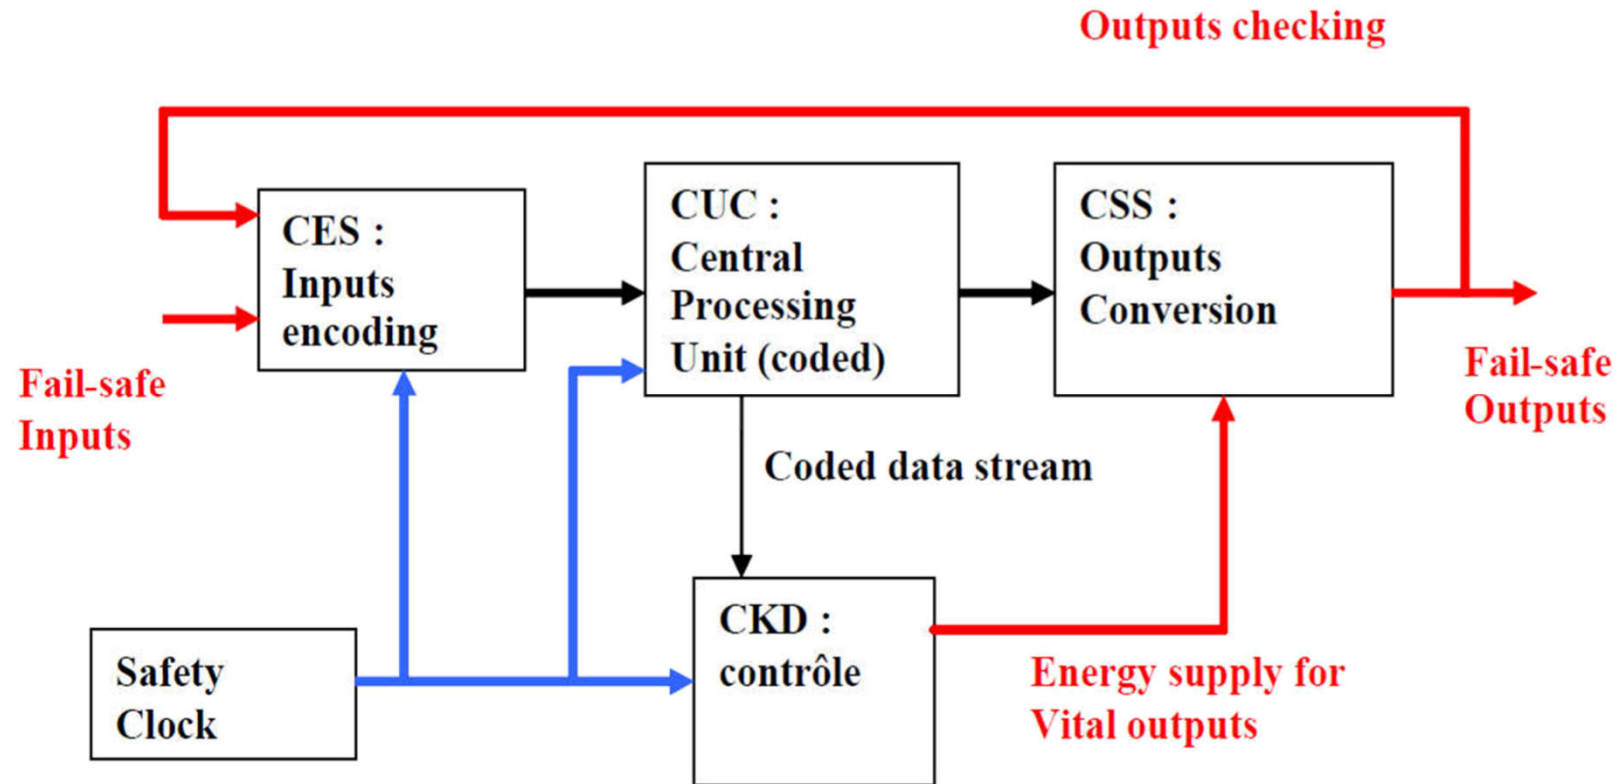 Outputs checking
CES :
Inputs
encoding
CUC :
Central
Processing
Unit (coded)
CSS :
Outputs
Conversion
Fail-safe
Inputs
Fail-safe
Outputs
Coded data stream
Safety
Clock
CKD :
contrôle
Energy supply for
Vital outputs